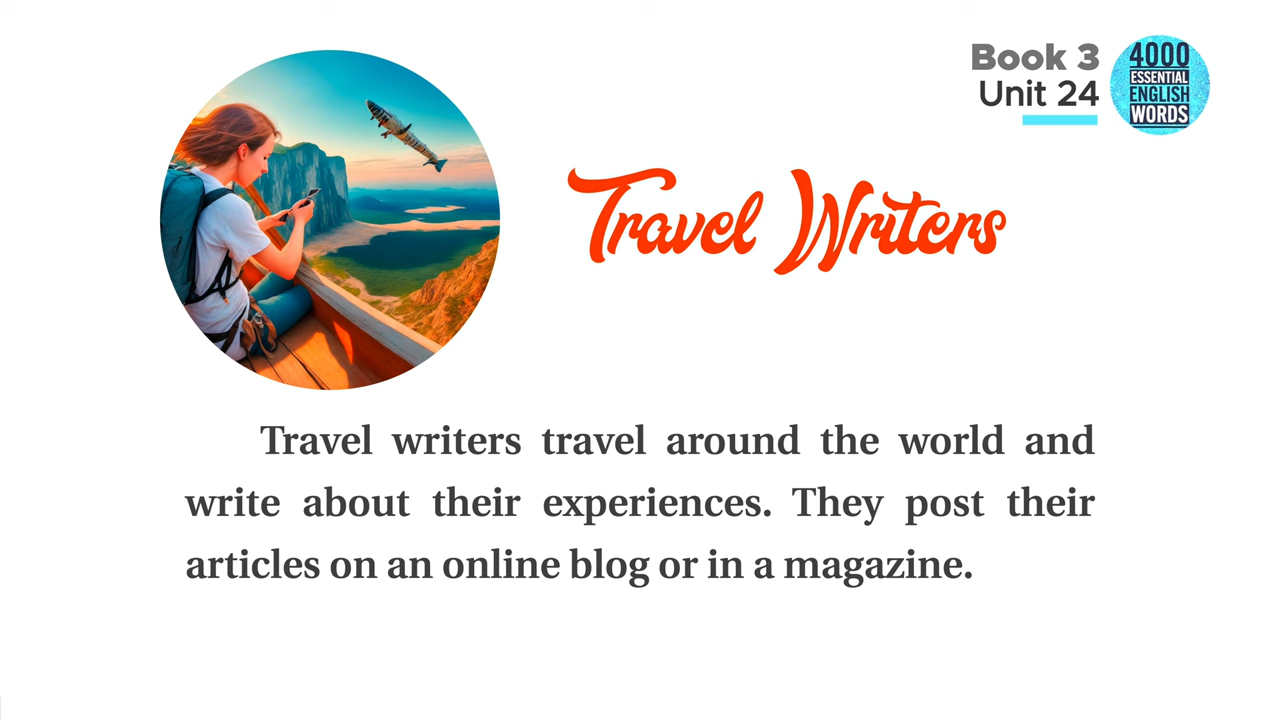 Book 3
Unit 24
4000
ESSENTIAL
ENGLISH
WORDS
Travel Writers
Travel writers travel around the world and
write about their experiences. They post their
articles on an online blog or in a magazine.